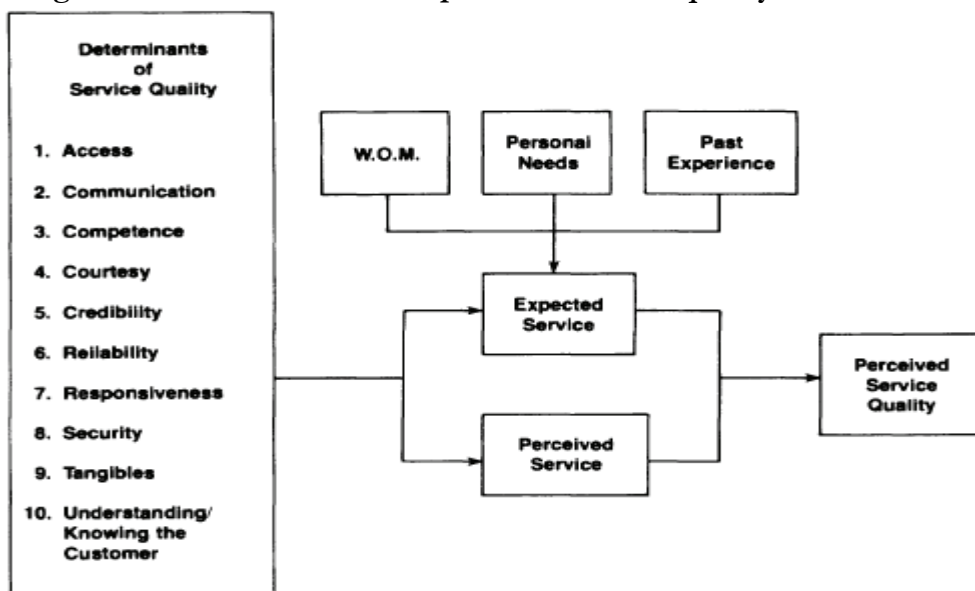 Determinants
of
Service Quality
1. Access
2. Communication
3. Competence
4. Courtesy
5. Credibility
6. Reliability
7. Responsiveness
8. Security
9. Tangibles
10. Understanding/
Knowing the
Customer
W.O.M.
Personal
Needs
Past
Experience
Expected
Service
Perceived
Service
Perceived
Service
Quality